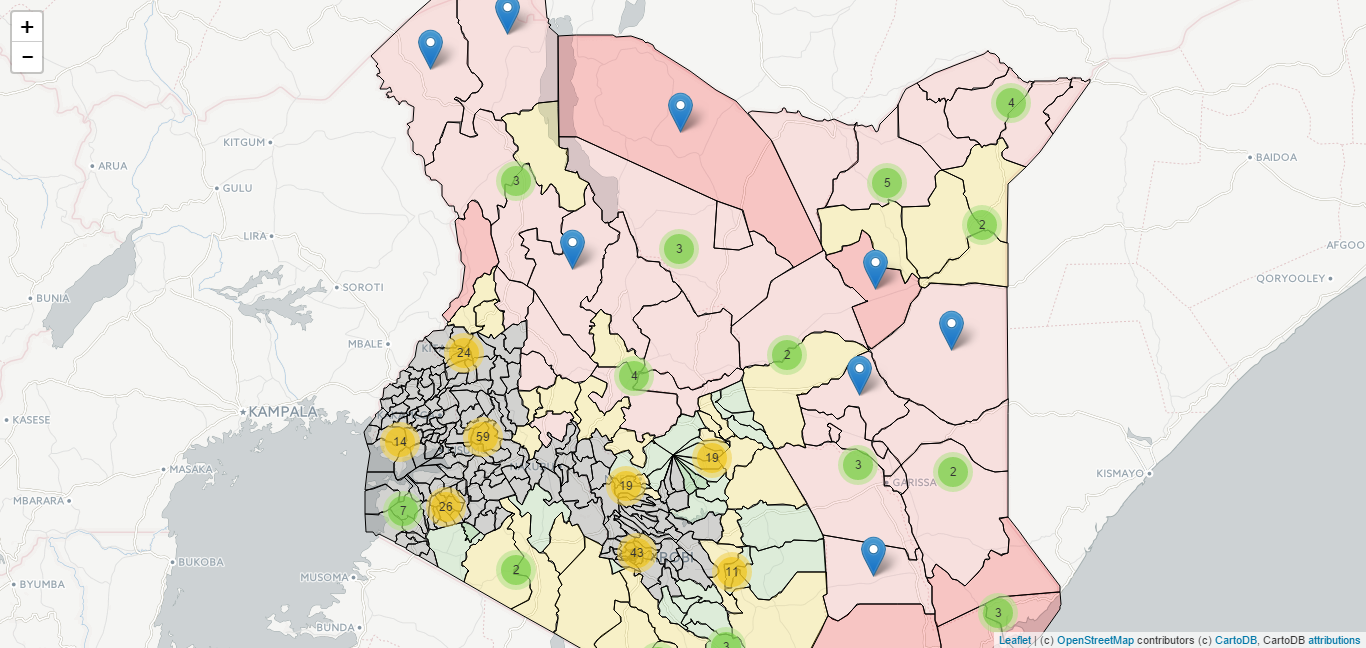 +
−
4
KITGUM
BAIDOA
ARUA
3
5
GULU
2
LIRA
3
AFGOO
QORYOOLEY
SOROTI
BUNIA
MBALE
24
2
4
KASESE
KAMPALA
14
59
19
MASAKA
3
2
KISMAYO
GARISSA
19
MBARARA
7
26
43
BUKOBA
2
11
MUSOMA
BYUMBA
3
BUNDA
3
Leaflet | (c) OpenStreetMap contributors (c) CartoDB, CartoDB attributions